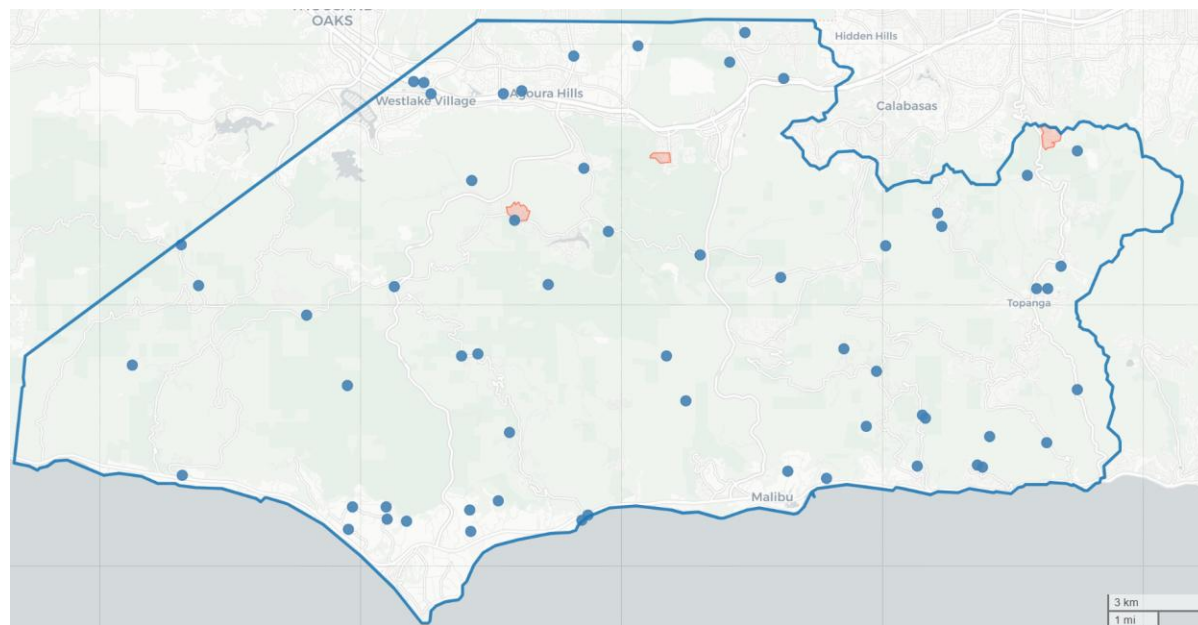 OAKS
Hidden Hills
Westlake Village
Agoura Hills
Calabasas
Topanga
Malibu
3 km
1 mi